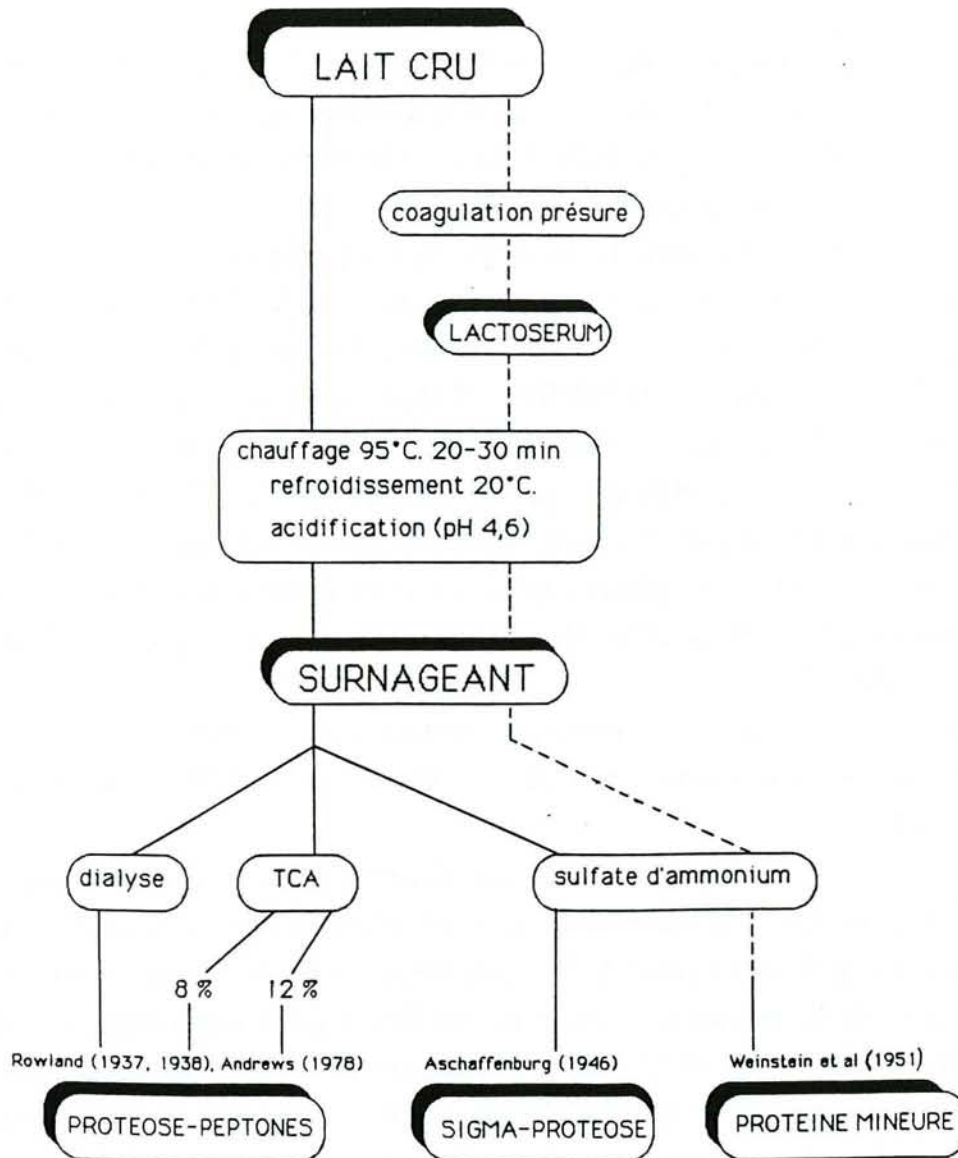 LAIT CRU
coagulation présure
LACTOSERUM
chauffage 95°C. 20-30 min
refroidissement 20°C.
acidification (pH 4,6)
SURNAGEANT
dialyse
TCA
sulfate d'ammonium
8 %
12 %
Rowland (1937, 1938), Andrews (1978)
Aschaffenburg (1946)
Weinstein et al (1951)
PROTEOSE-PEPTONES
SIGMA-PROTEOSE
PROTEINE MINEURE